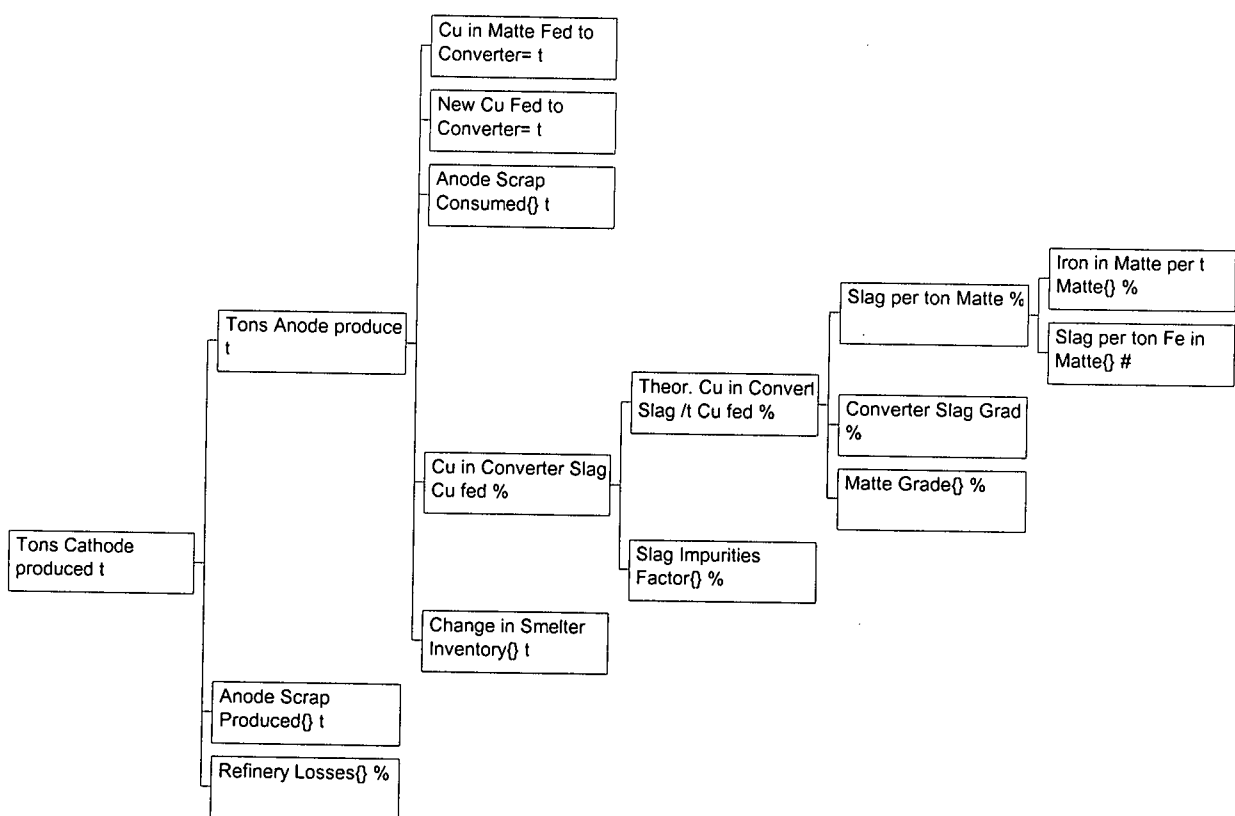 Cu in Matte Fed to
Converter= t
New Cu Fed to
Converter= t
Anode Scrap
Consumed{} t
Iron in Matte per t
Matte{} %
Slag per ton Matte %
Slag per ton Fe in
Matte{} #
Tons Anode produce
t
Theor. Cu in Convert
Slag /t Cu fed %
Converter Slag Grad
%
Cu in Converter Slag
Cu fed %
Matte Grade{} %
Tons Cathode
produced t
Slag Impurities
Factor{} %
Change in Smelter
Inventory{} t
Anode Scrap
Produced{} t
Refinery Losses{} %